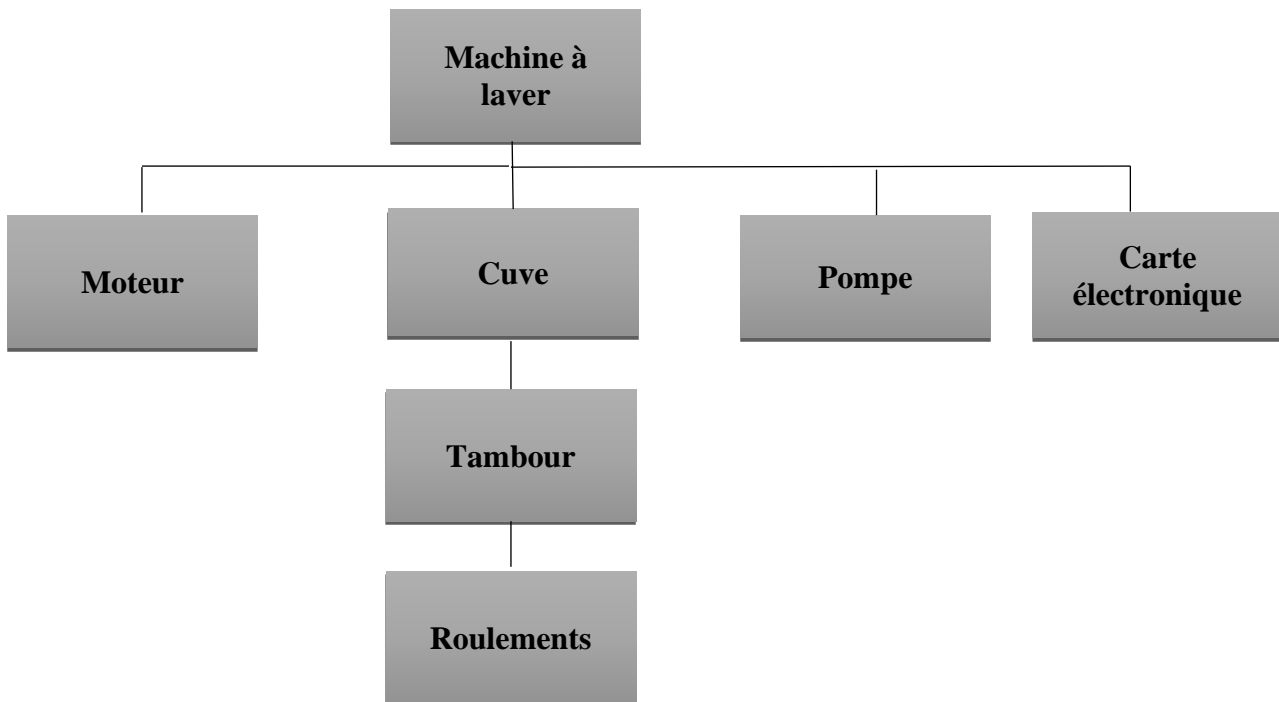 Machine à
laver
Moteur
Cuve
Pompe
Carte
électronique
Tambour
Roulements